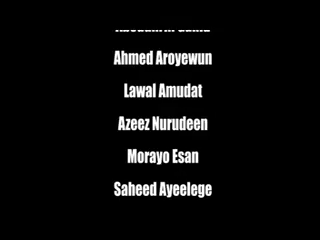 Ahmed Aroyewun
Lawal Amudat
Azeez Nurudeen
Morayo Esan
Saheed Ayeelege